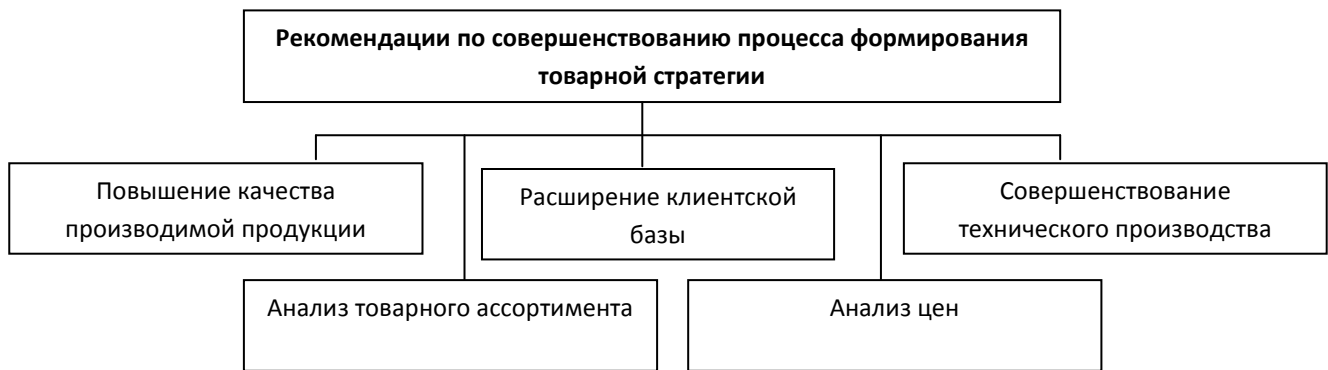 Рекомендации по совершенствованию процесса формирования
товарной стратегии
Повышение качества
производимой продукции
Расширение клиентской
базы
Совершенствование
технического производства
Анализ товарного ассортимента
Анализ цен